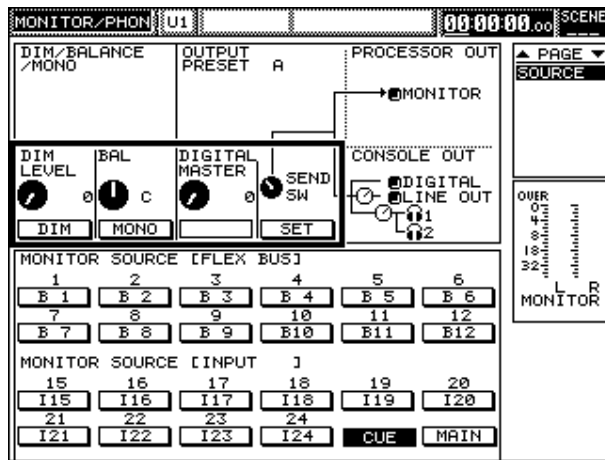 MONITOR/PHON U1 00:00:00.00 SCENE
---
DIM/BALANCE
/MONO
OUTPUT
PRESET A
PROCESSOR OUT
MONITOR
▲ PAGE ▼
SOURCE
DIM
LEVEL
0
BAL
C
DIGITAL
MASTER
0
SEND
SW
DIM MONO SET
CONSOLE OUT
DIGITAL
LINE OUT
1
2
OVER
0
4
8
18
32
L R
MONITOR
MONITOR SOURCE [FLEX BUS]
1 2 3 4 5 6
B 1 B 2 B 3 B 4 B 5 B 6
7 8 9 10 11 12
B 7 B 8 B 9 B10 B11 B12
MONITOR SOURCE [INPUT ]
15 16 17 18 19 20
I15 I16 I17 I18 I19 I20
21 22 23 24
I21 I22 I23 I24 CUE MAIN